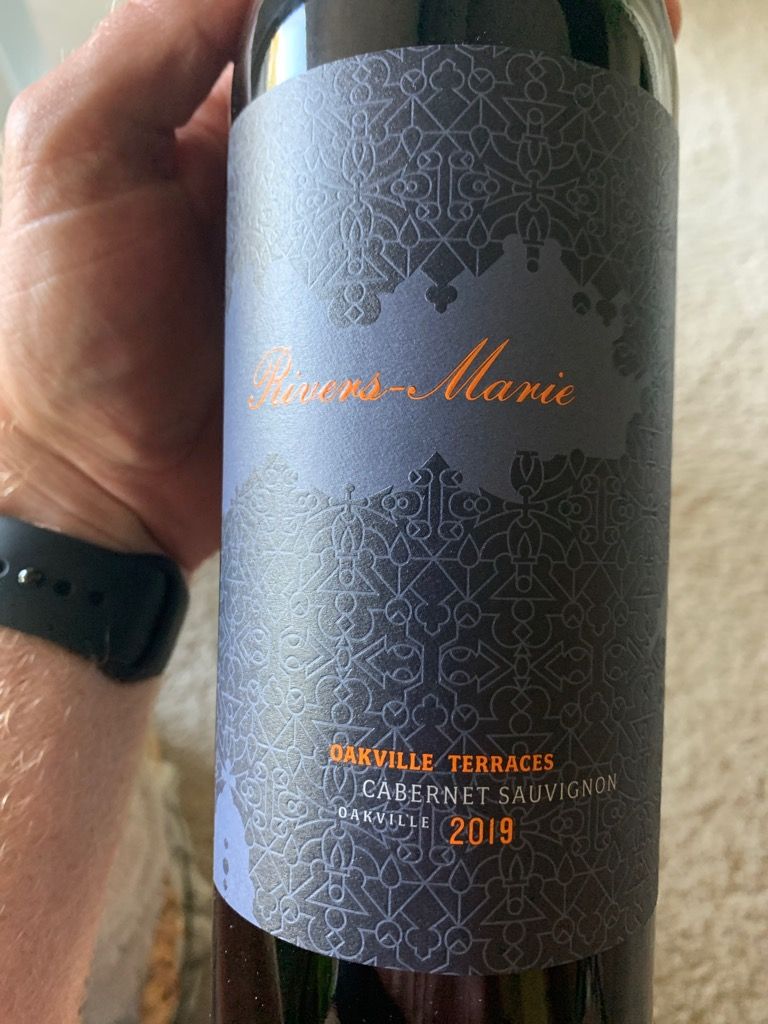 Rivers-Marie
OAKVILLE TERRACES
CABERNET SAUVIGNON
OAKVILLE 2019